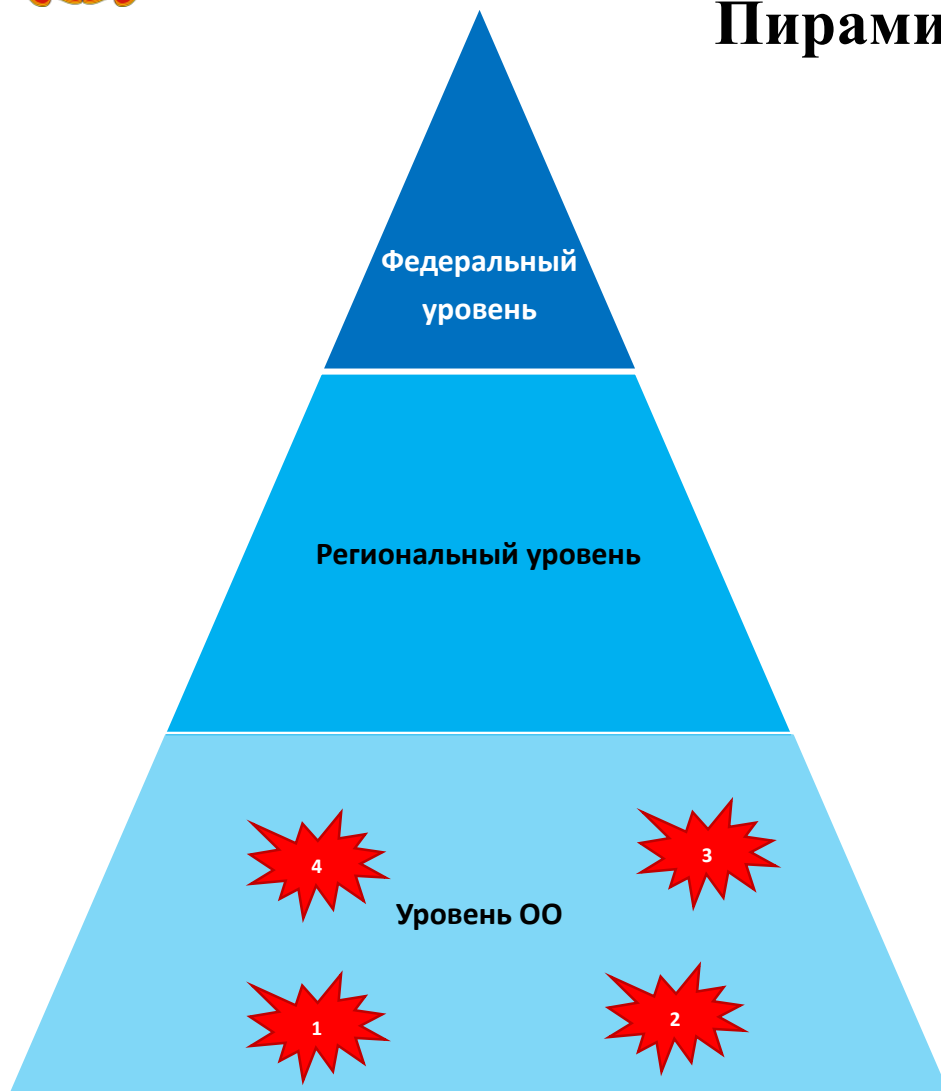 Пирами
Федеральный
уровень
Региональный уровень
4
3
Уровень ОО
1
2